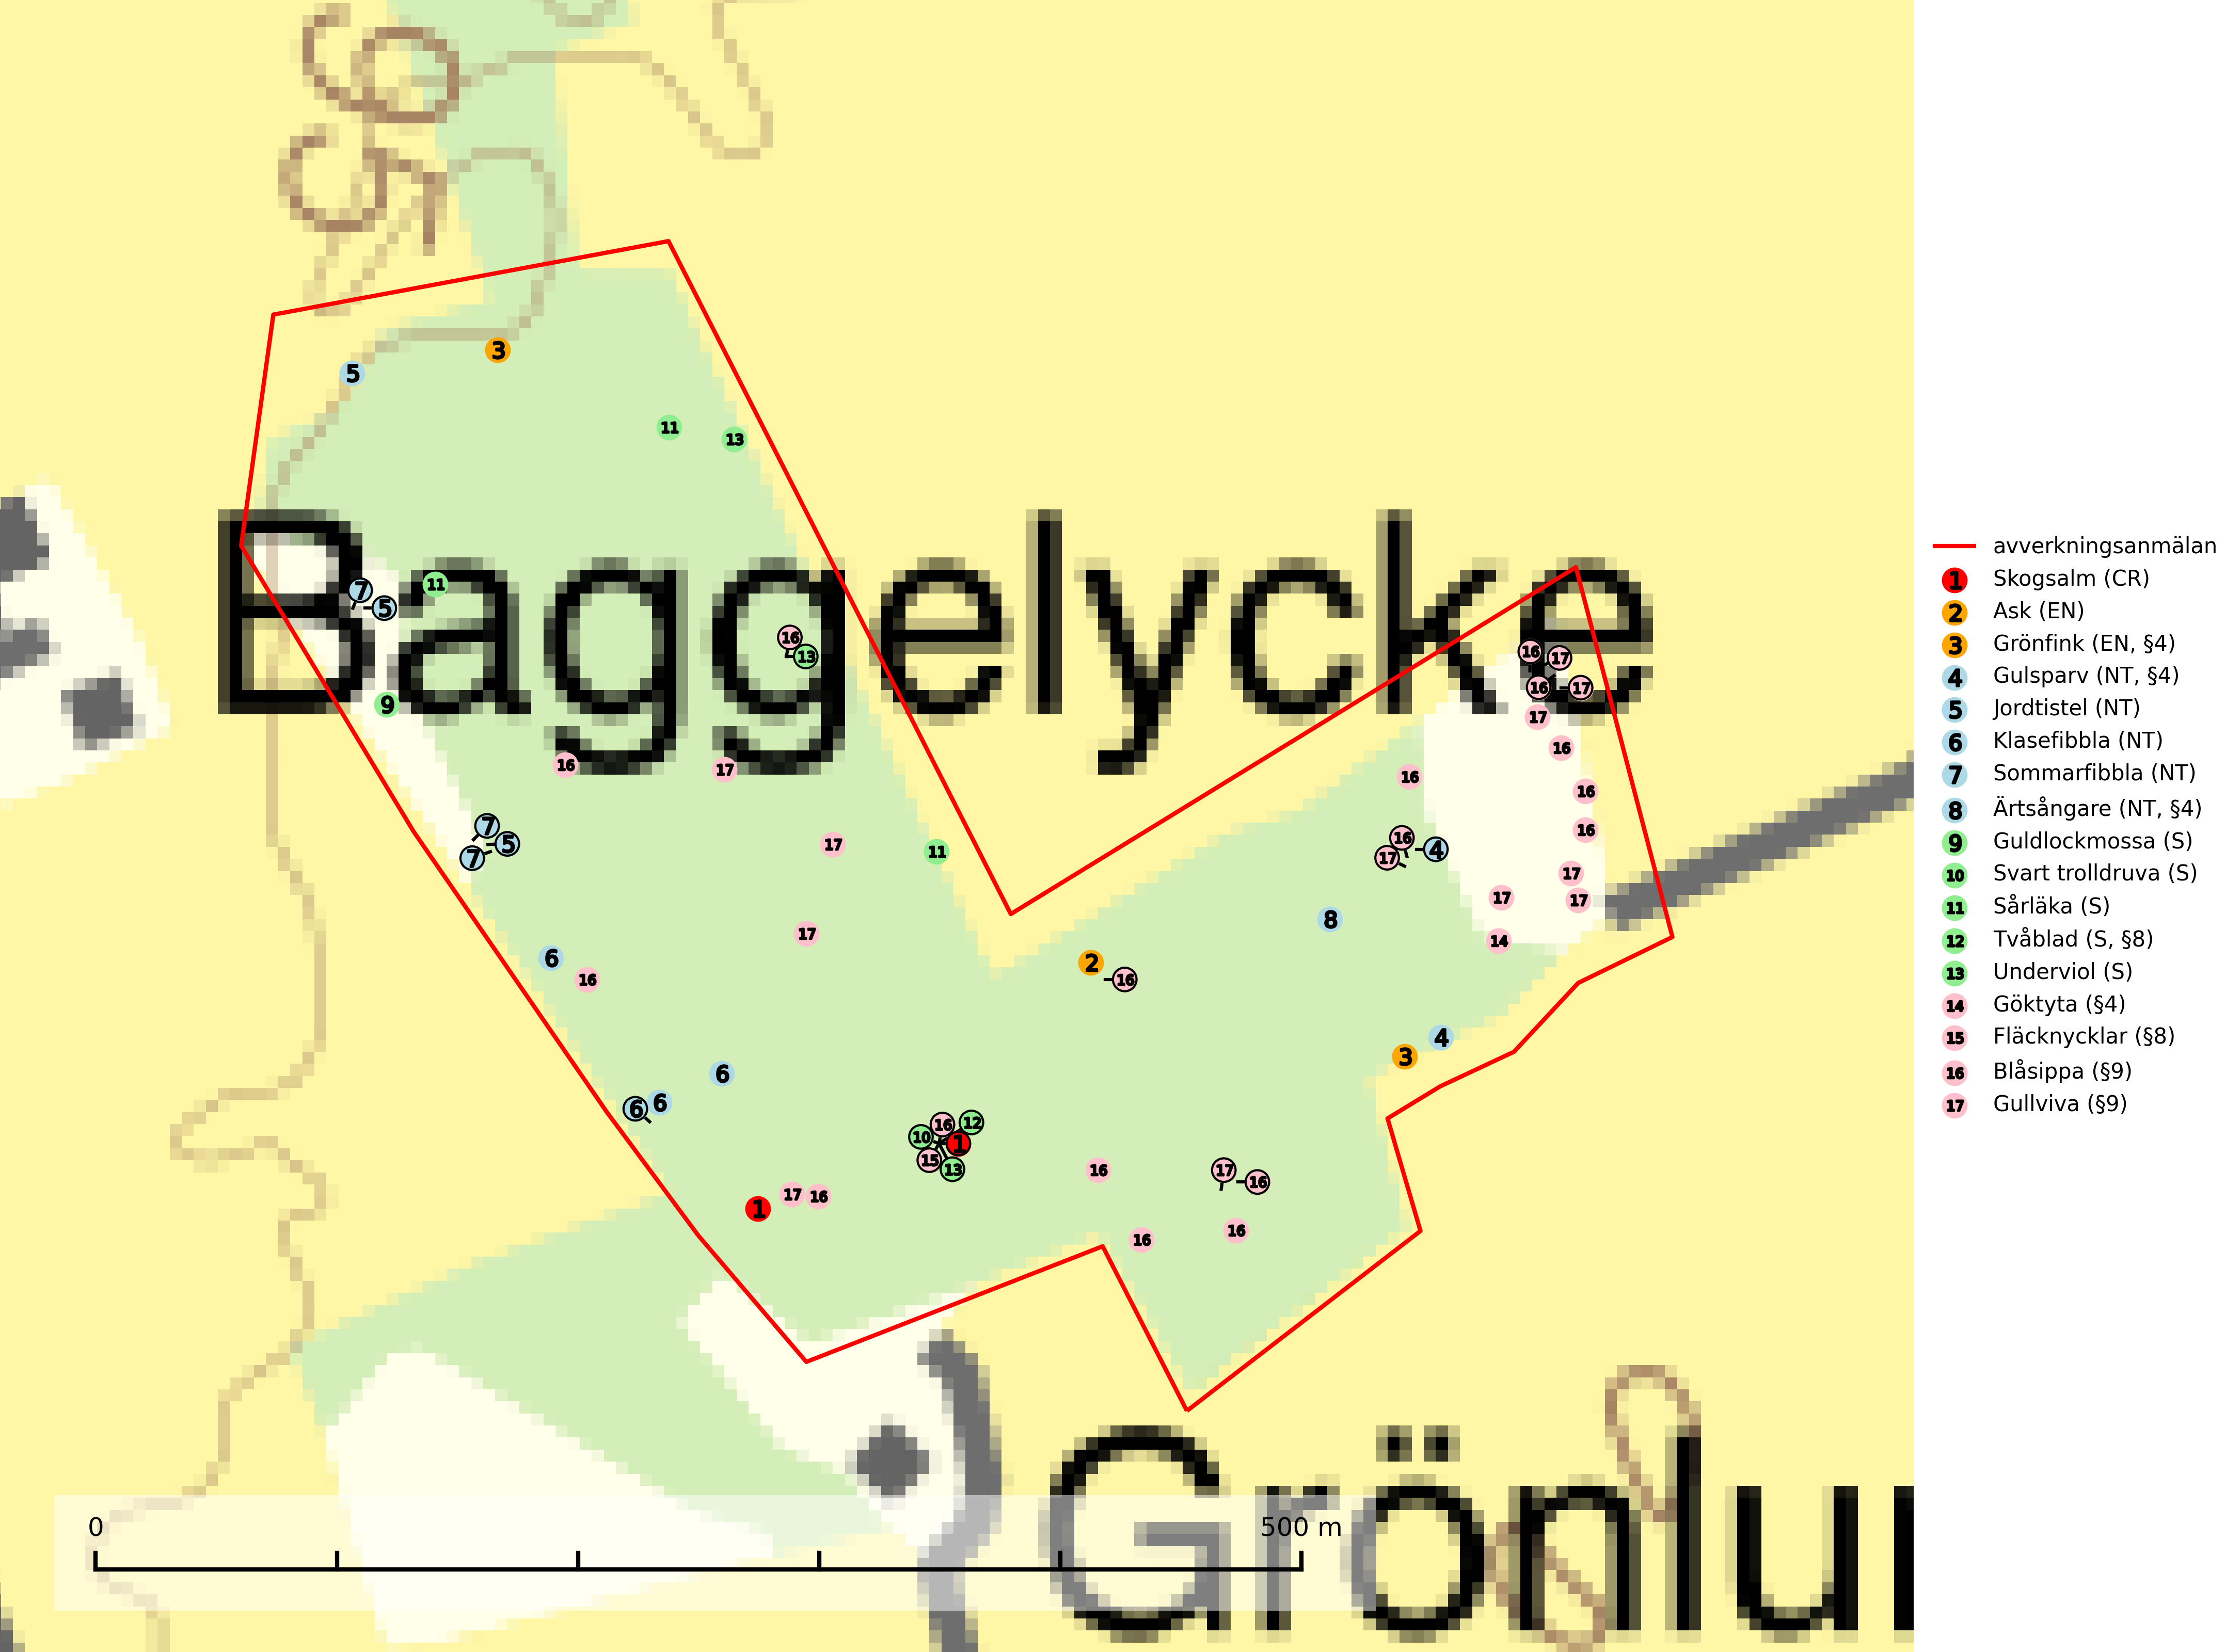 95
Baggelycke
Grönlu
0
500 m
3
5
11
13
7
5
11
9
16
13
16
17
16
17
16
17
17
16
16
16
7
5
7
17
11
16
17
4
16
17
17
17
8
14
17
6
16
2
16
3
4
6
6
6
16
12
10
1
15
13
16
17
16
1
17
16
16
16
avverkningsanmälan
1 Skogsalm (CR)
2 Ask (EN)
3 Grönfink (EN, §4)
4 Gulsparv (NT, §4)
5 Jordtistel (NT)
6 Klasefibbla (NT)
7 Sommarfibbla (NT)
8 Ärtsångare (NT, §4)
9 Guldlockmossa (S)
10 Svart trolldruva (S)
11 Sårläka (S)
12 Tvåblad (S, §8)
13 Underviol (S)
14 Göktyta (§4)
15 Fläcknycklar (§8)
16 Blåsippa (§9)
17 Gullviva (§9)